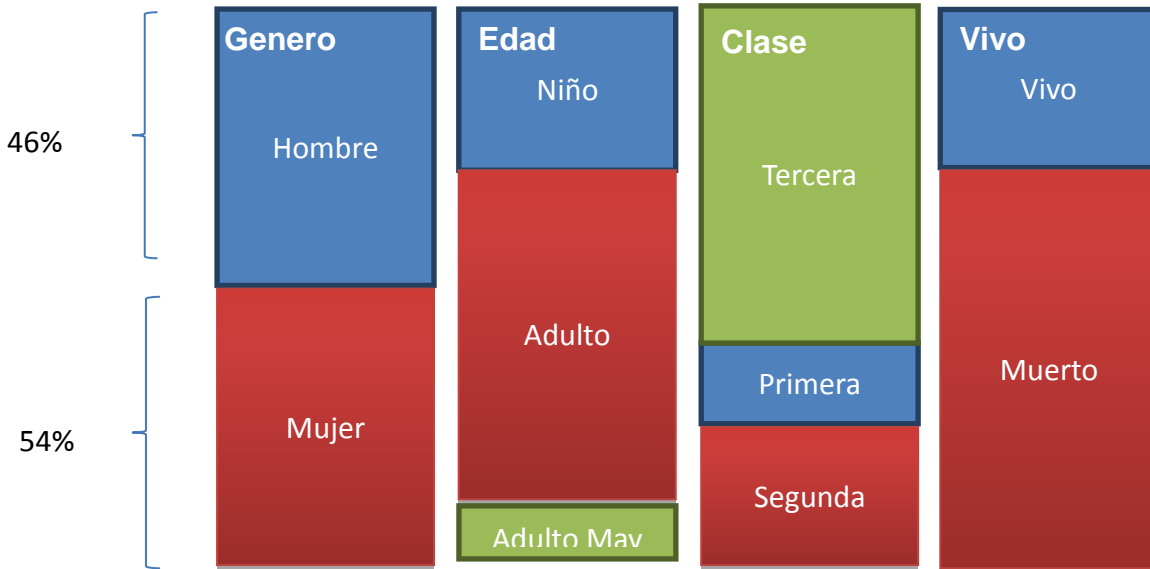 Genero
Edad
Clase
Vivo
Niño
Vivo
46%
Hombre
Tercera
Adulto
Primera
Muerto
54%
Mujer
Segunda
Adulto May